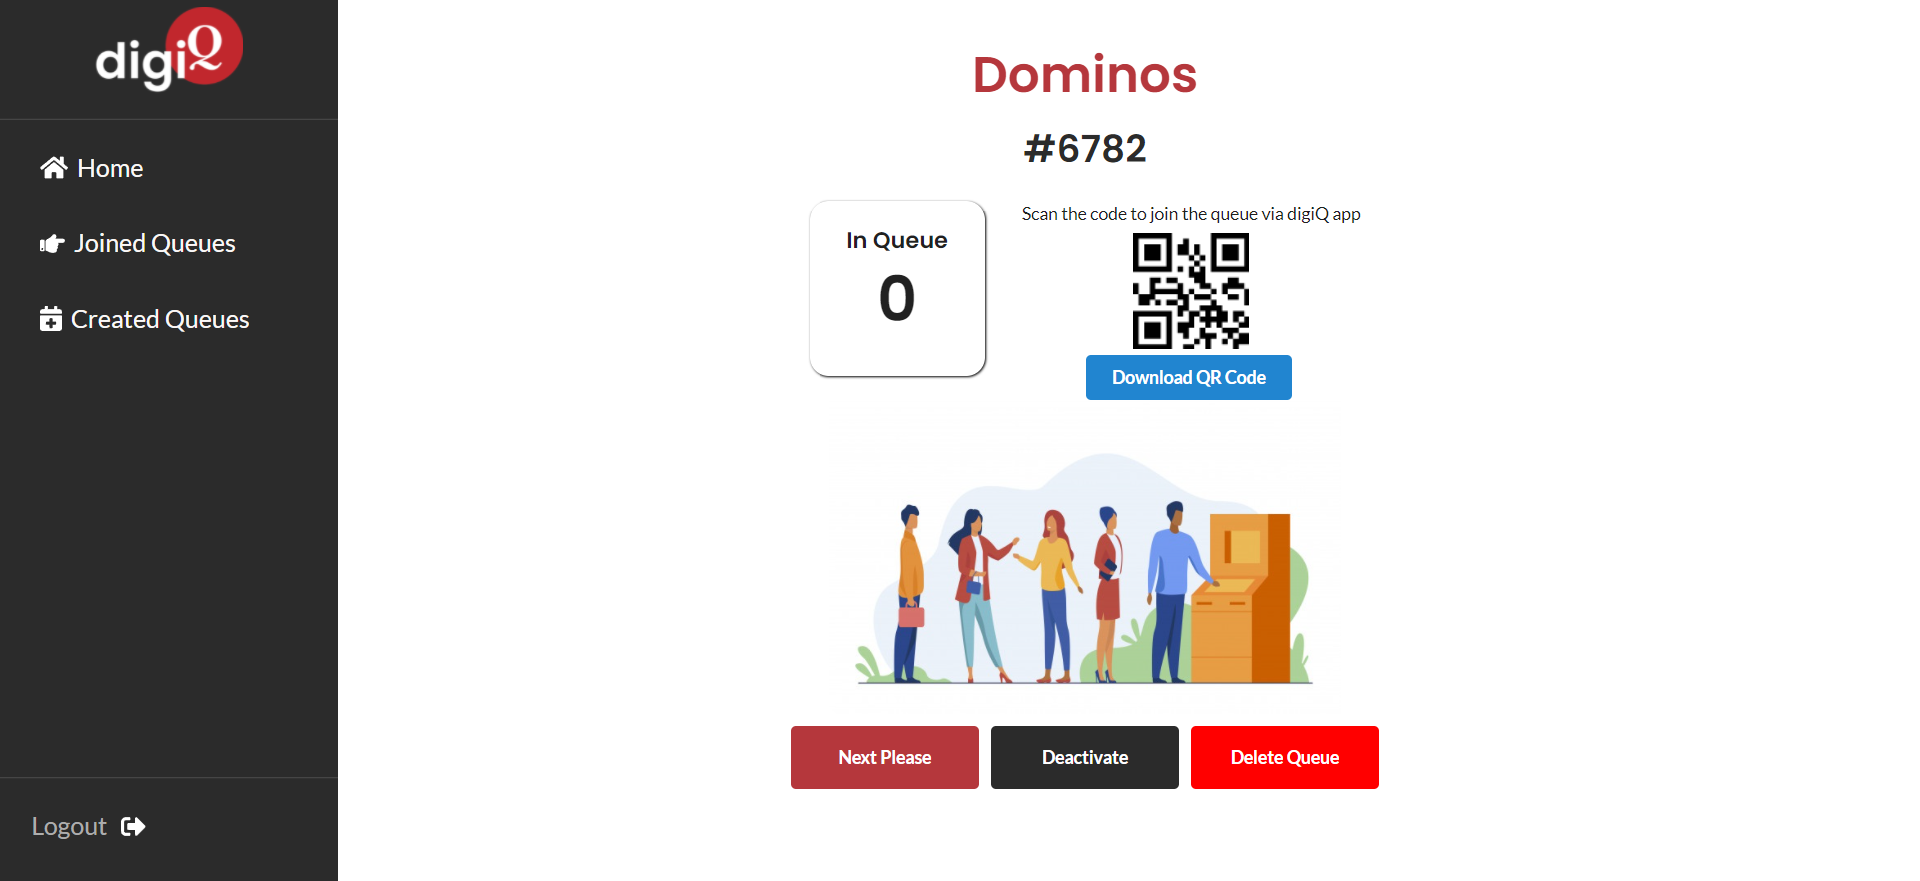 digiQ
Home
Joined Queues
Created Queues
Logout
Dominos
#6782
In Queue
0
Scan the code to join the queue via digiQ app
Download QR Code
Next Please
Deactivate
Delete Queue